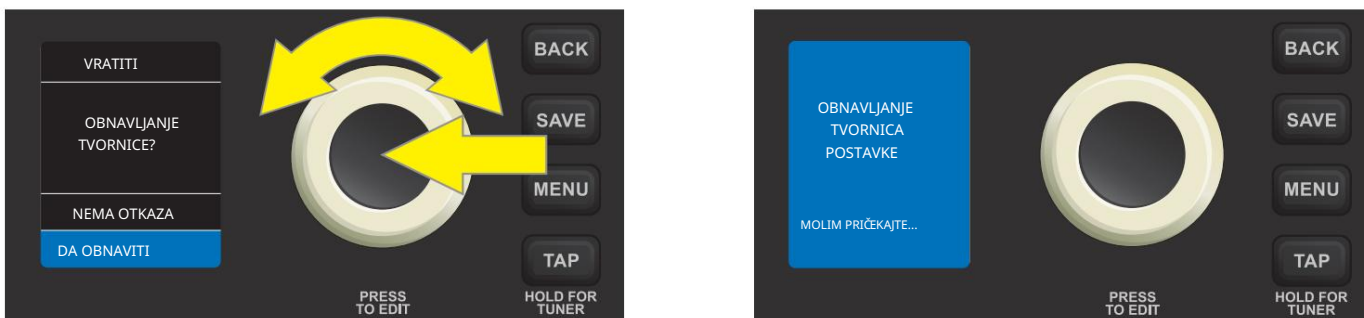 VRATITI
OBNAVLJANJE
TVORNICE?
NEMA OTKAZA
DA OBNAVITI
BACK
SAVE
MENU
TAP
PRESS
TO EDIT
HOLD FOR
TUNER
OBNAVLJANJE
TVORNICA
POSTAVKE
MOLIM PRIČEKAJTE...
BACK
SAVE
MENU
TAP
PRESS
TO EDIT
HOLD FOR
TUNER